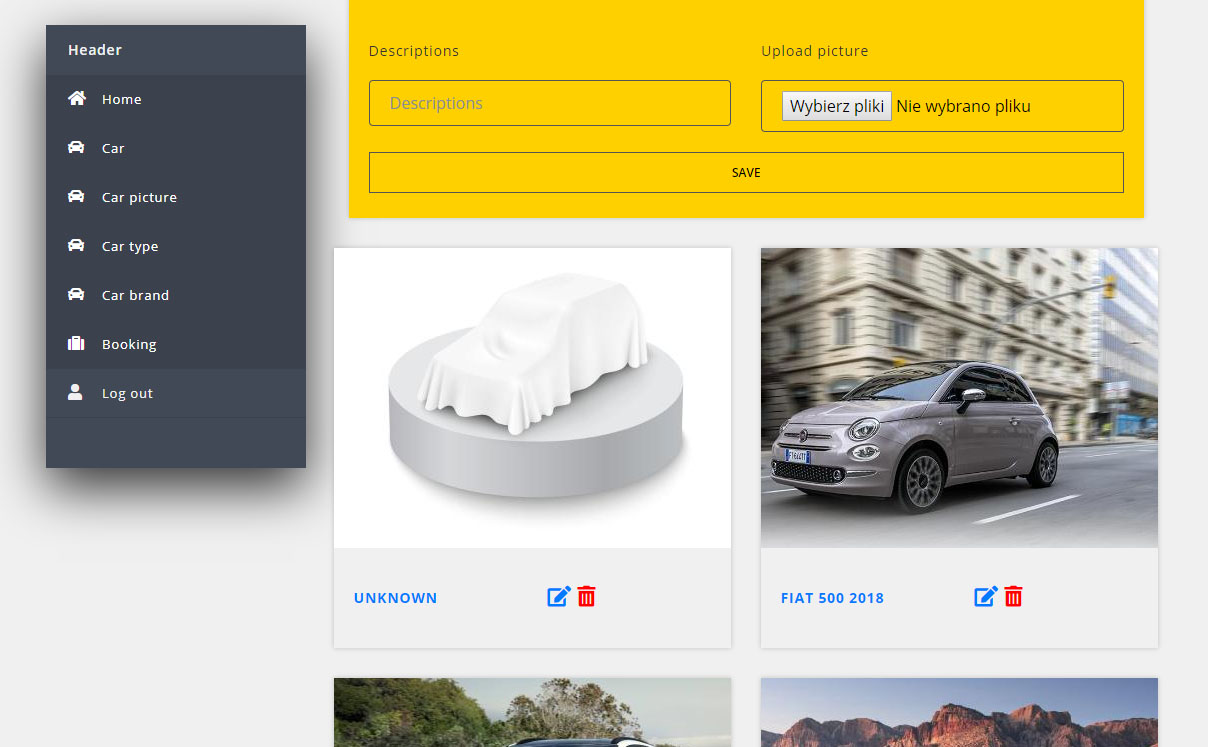 Header
Home
Car
Car picture
Car type
Car brand
Booking
Log out
Descriptions
Descriptions
Upload picture
Wybierz pliki Nie wybrano pliku
SAVE
UNKNOWN
FIAT 500 2018